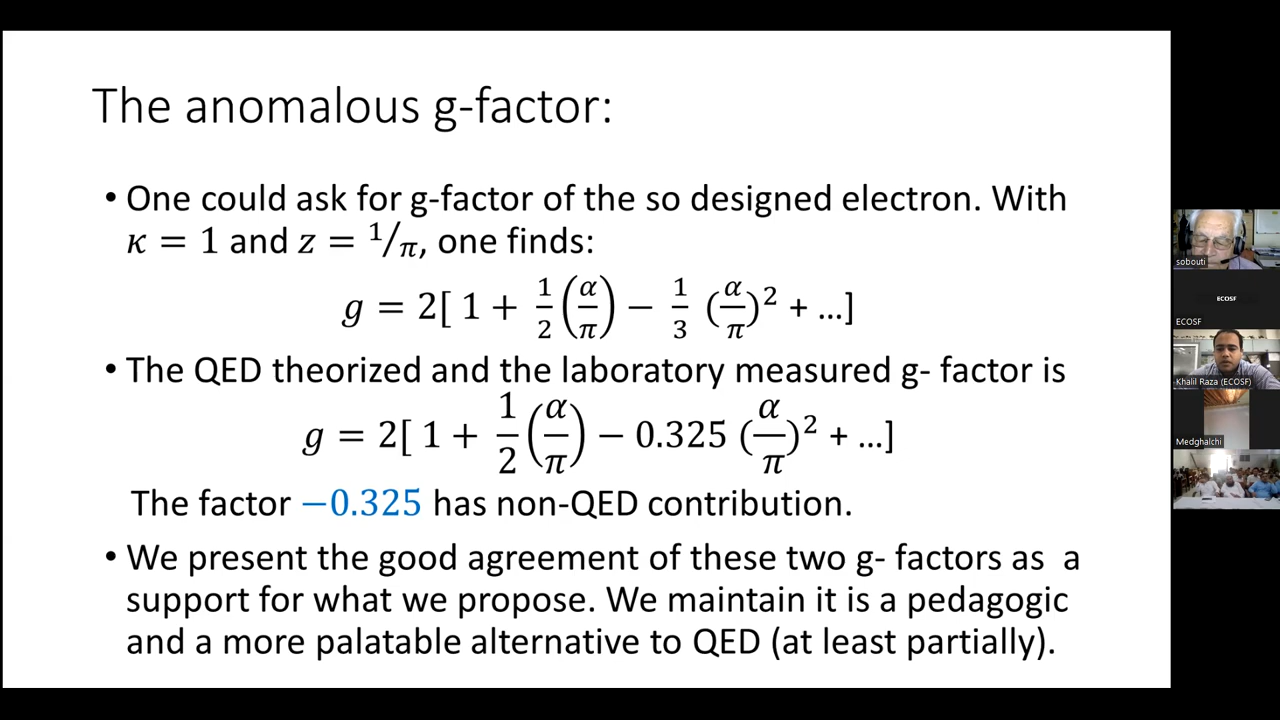 The anomalous g-factor:
• One could ask for g-factor of the so designed electron. With
κ = 1 and z = 1/π, one finds:
g = 2[ 1 + 1/2 (α/π) − 1/3 (α/π)² + ...]
• The QED theorized and the laboratory measured g- factor is
g = 2[ 1 + 1/2 (α/π) − 0.325 (α/π)² + ...]
The factor −0.325 has non-QED contribution.
• We present the good agreement of these two g- factors as a
support for what we propose. We maintain it is a pedagogic
and a more palatable alternative to QED (at least partially).
sobouti
ECOSF
ECOSF
Khalil Raza (ECOSF)
Medghalchi